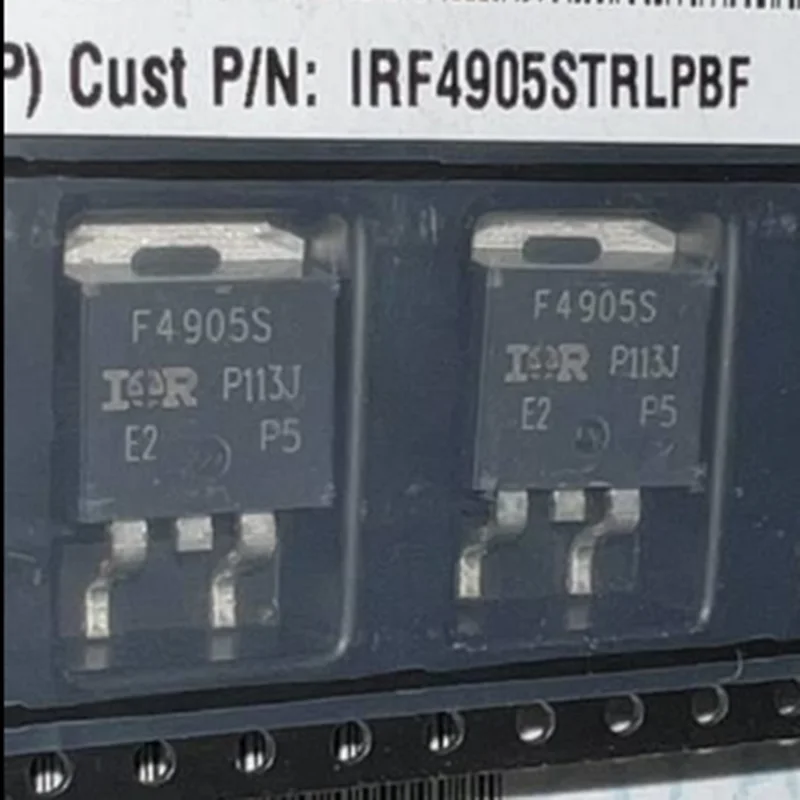 P) Cust P/N: IRF4905STRLPBF
F4905S
IOR P113J
E2 P5
F4905S
IOR P113J
E2 P5